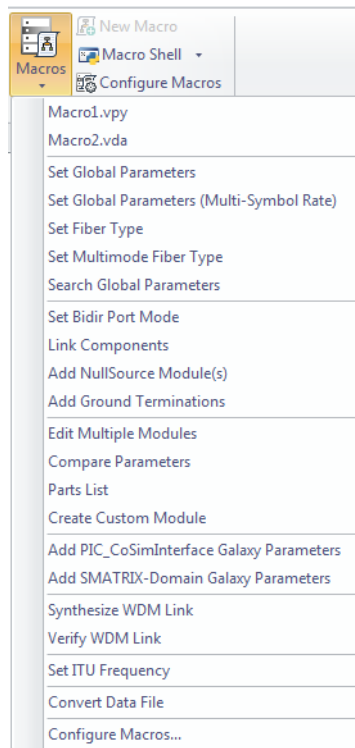 New Macro
Macro Shell
Macros
Configure Macros
Macro1.vpy
Macro2.vda
Set Global Parameters
Set Global Parameters (Multi-Symbol Rate)
Set Fiber Type
Set Multimode Fiber Type
Search Global Parameters
Set Bidir Port Mode
Link Components
Add NullSource Module(s)
Add Ground Terminations
Edit Multiple Modules
Compare Parameters
Parts List
Create Custom Module
Add PIC_CoSimInterface Galaxy Parameters
Add SMATRIX-Domain Galaxy Parameters
Synthesize WDM Link
Verify WDM Link
Set ITU Frequency
Convert Data File
Configure Macros...